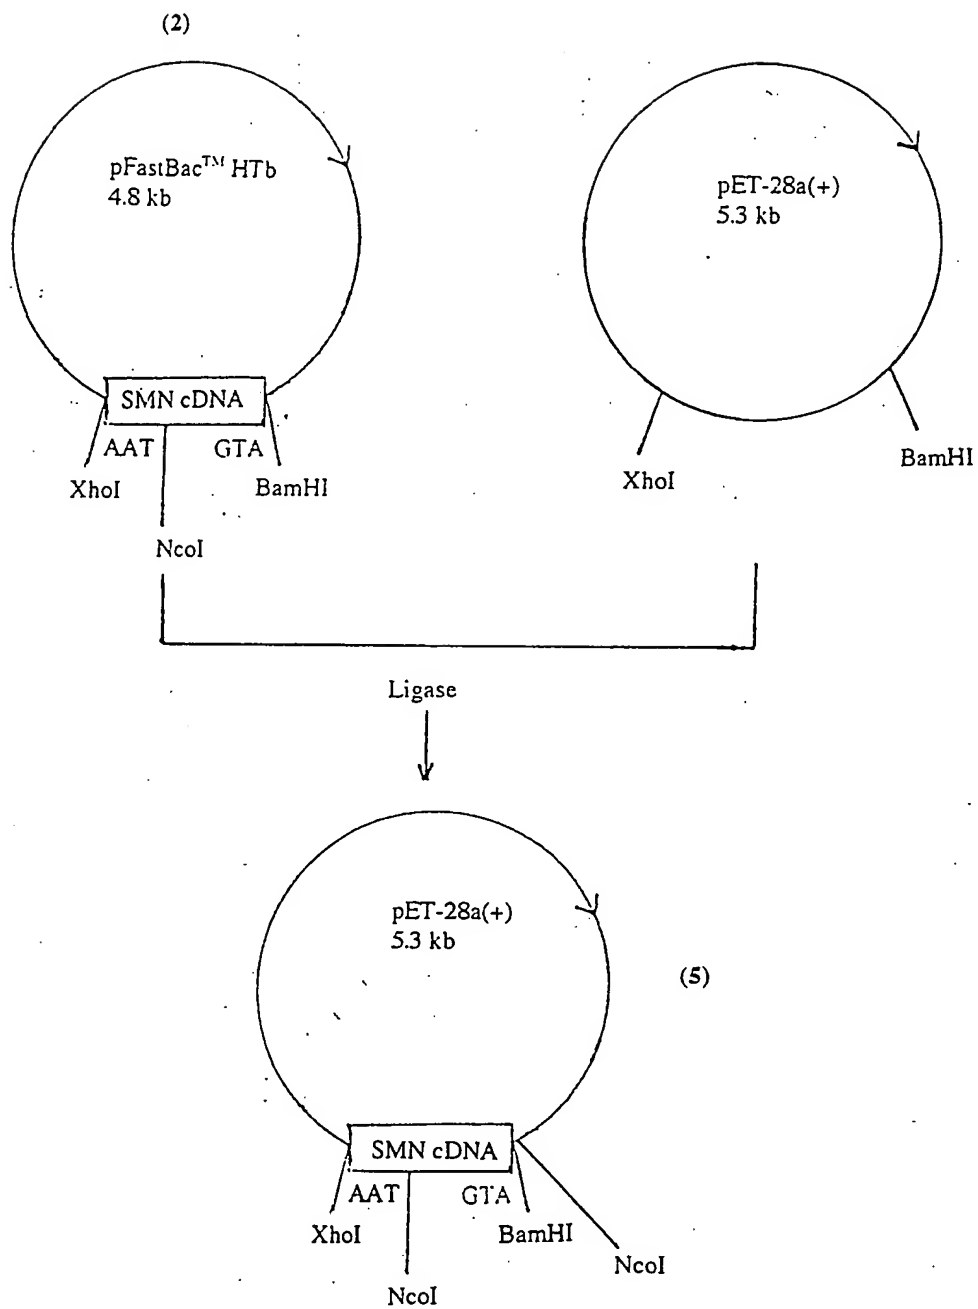 (2)
pFastBac™ HTb
4.8 kb
pET-28a(+)
5.3 kb
SMN cDNA
AAT GTA
XhoI BamHI
NcoI
XhoI
BamHI
Ligase
pET-28a(+)
5.3 kb
(5)
SMN cDNA
AAT GTA
XhoI BamHI
NcoI
NcoI